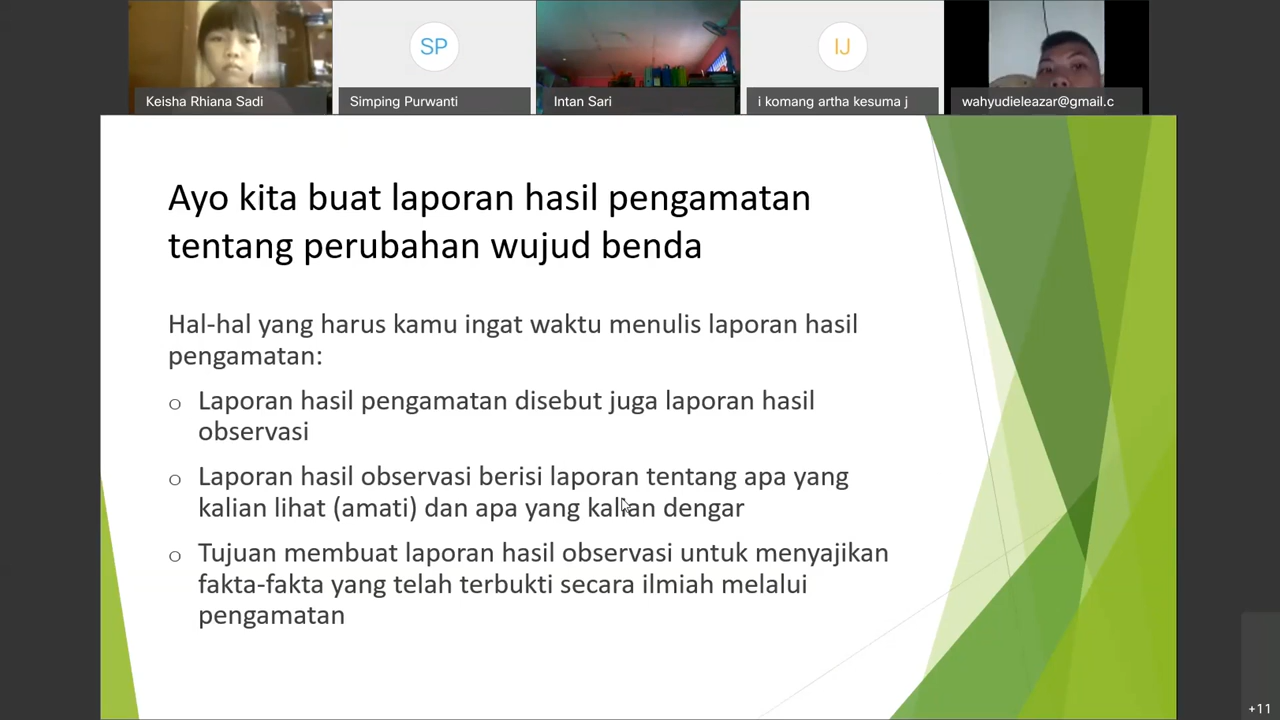 SP
IJ
Keisha Rhiana Sadi
Simping Purwanti
Intan Sari
i komang artha kesuma j
wahyudieleazar@gmail.c
Ayo kita buat laporan hasil pengamatan
tentang perubahan wujud benda
Hal-hal yang harus kamu ingat waktu menulis laporan hasil
pengamatan:
o Laporan hasil pengamatan disebut juga laporan hasil
observasi
o Laporan hasil observasi berisi laporan tentang apa yang
kalian lihat (amati) dan apa yang kalian dengar
o Tujuan membuat laporan hasil observasi untuk menyajikan
fakta-fakta yang telah terbukti secara ilmiah melalui
pengamatan
+11